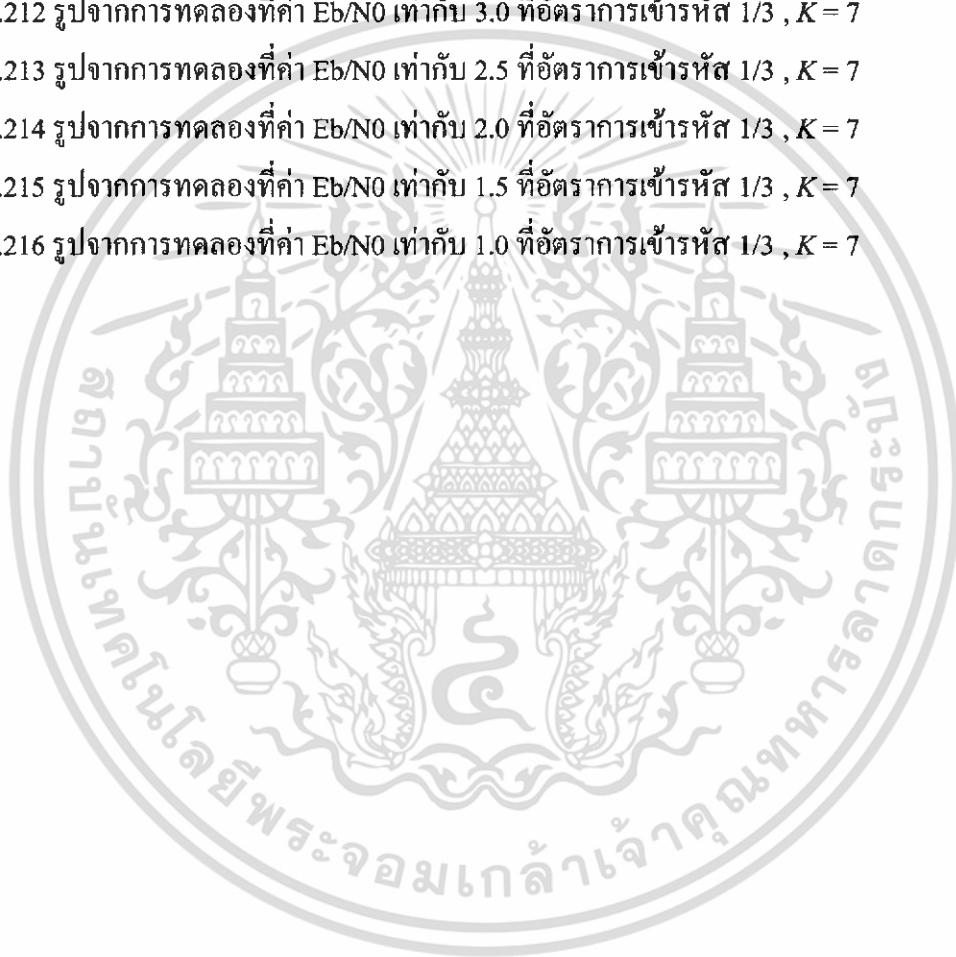 .212 รูปจากการทดลองที่ค่า Eb/N0 เท่ากับ 3.0 ที่อัตราการเข้ารหัส 1/3 , K = 7
.213 รูปจากการทดลองที่ค่า Eb/N0 เท่ากับ 2.5 ที่อัตราการเข้ารหัส 1/3 , K = 7
.214 รูปจากการทดลองที่ค่า Eb/N0 เท่ากับ 2.0 ที่อัตราการเข้ารหัส 1/3 , K = 7
.215 รูปจากการทดลองที่ค่า Eb/N0 เท่ากับ 1.5 ที่อัตราการเข้ารหัส 1/3 , K = 7
.216 รูปจากการทดลองที่ค่า Eb/N0 เท่ากับ 1.0 ที่อัตราการเข้ารหัส 1/3 , K = 7
สถาบันเทคโนโลยีพระจอมเกล้าเจ้าคุณทหารลาดกระบัง